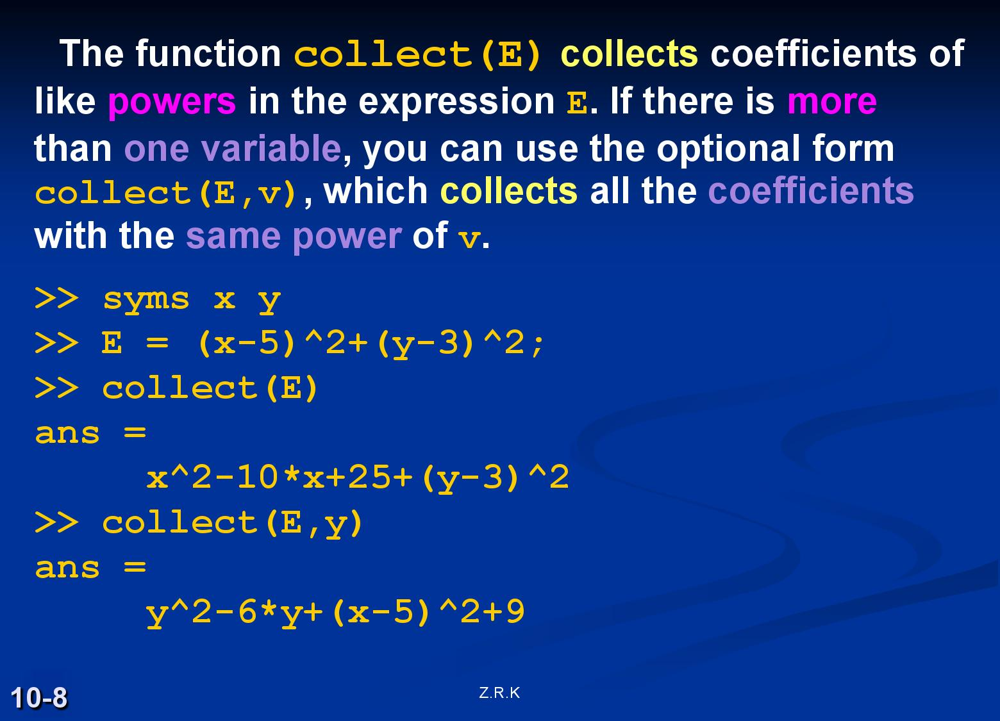 The function collect(E) collects coefficients of
like powers in the expression E. If there is more
than one variable, you can use the optional form
collect(E,v), which collects all the coefficients
with the same power of v.
>> syms x y
>> E = (x-5)^2+(y-3)^2;
>> collect(E)
ans =
x^2-10*x+25+(y-3)^2
>> collect(E,y)
ans =
y^2-6*y+(x-5)^2+9
10-8
Z.R.K